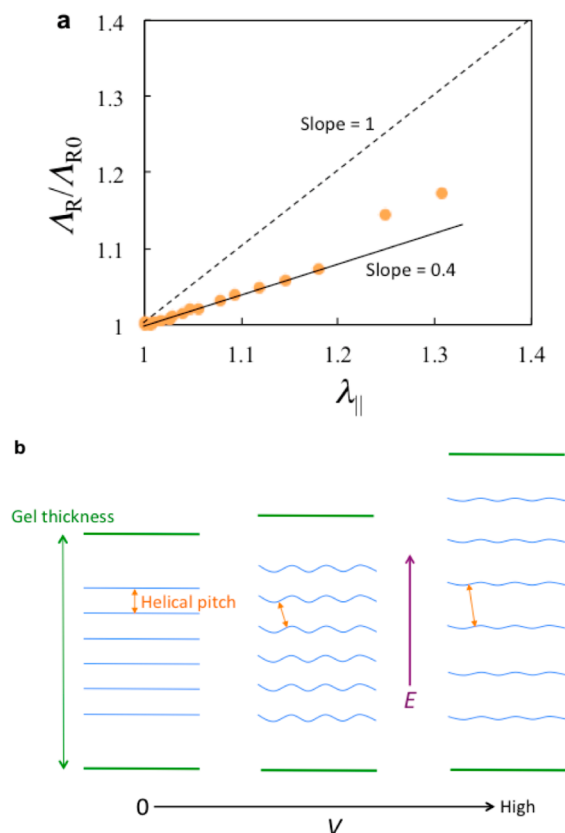 a
1.4
1.3
Slope = 1
Λ_R/Λ_R0
1.2
1.1
Slope = 0.4
1
1
1.1
1.2
1.3
1.4
λ_||
b
Gel thickness
Helical pitch
E
0
High
V